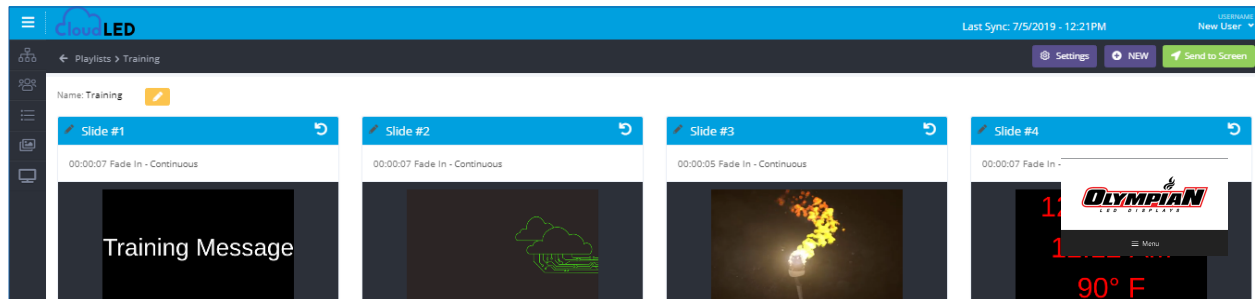 CloudLED
Last Sync: 7/5/2019 - 12:21PM
USERNAME
New User
Playlists > Training
Settings
NEW
Send to Screen
Name: Training
Slide #1
Slide #2
Slide #3
Slide #4
00:00:07 Fade In - Continuous
00:00:07 Fade In - Continuous
00:00:05 Fade In - Continuous
00:00:07 Fade In -
Training Message
OLYMPIAN
LED DISPLAYS
Menu
90° F